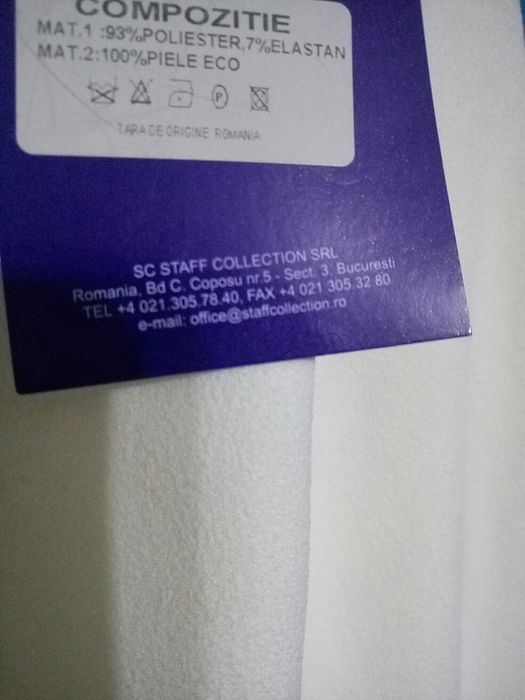 COMPOZITIE
MAT.1 :93%POLIESTER,7%ELASTAN
MAT.2:100%PIELE ECO
P
TARA DE ORIGINE ROMANIA
SC STAFF COLLECTION SRL
Romania, Bd C. Coposu nr.5 - Sect. 3, Bucuresti
TEL +4 021.305.78.40, FAX +4 021 305.32.80
e-mail: office@staffcollection.ro